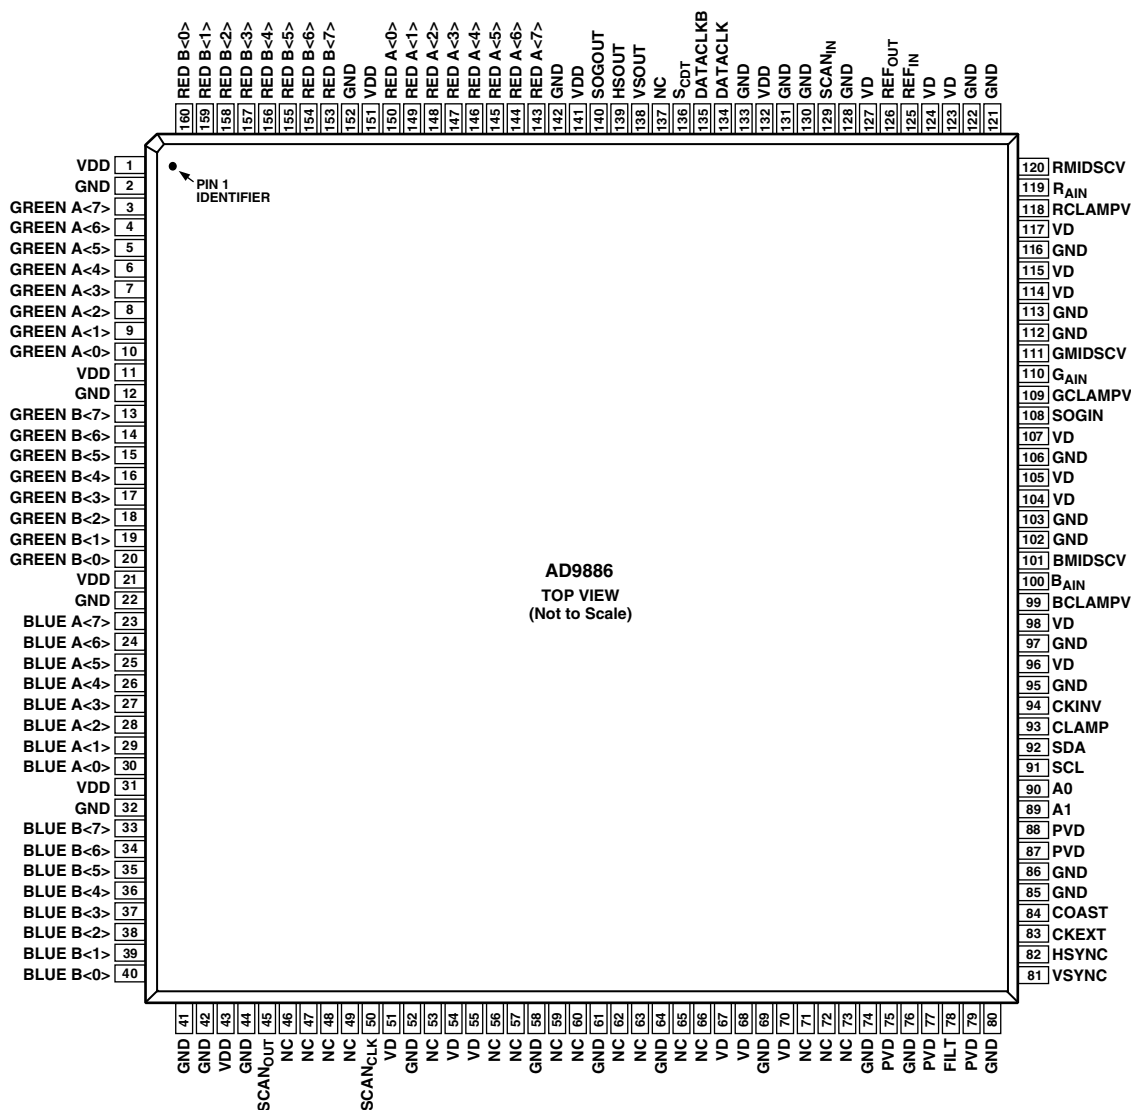 RED B<0>
RED B<1>
RED B<2>
RED B<3>
RED B<4>
RED B<5>
RED B<6>
RED B<7>
GND
VDD
RED A<0>
RED A<1>
RED A<2>
RED A<3>
RED A<4>
RED A<5>
RED A<6>
RED A<7>
GND
VDD
SOGOUT
HSOUT
VSOUT
NC
SCDT
DATACLKB
DATACLK
GND
VDD
GND
GND
SCANIN
GND
VD
REFOUT
REFIN
VD
VD
GND
GND
160 159 158 157 156 155 154 153 152 151 150 149 148 147 146 145 144 143 142 141 140 139 138 137 136 135 134 133 132 131 130 129 128 127 126 125 124 123 122 121
VDD 1
GND 2
GREEN A<7> 3
GREEN A<6> 4
GREEN A<5> 5
GREEN A<4> 6
GREEN A<3> 7
GREEN A<2> 8
GREEN A<1> 9
GREEN A<0> 10
VDD 11
GND 12
GREEN B<7> 13
GREEN B<6> 14
GREEN B<5> 15
GREEN B<4> 16
GREEN B<3> 17
GREEN B<2> 18
GREEN B<1> 19
GREEN B<0> 20
VDD 21
GND 22
BLUE A<7> 23
BLUE A<6> 24
BLUE A<5> 25
BLUE A<4> 26
BLUE A<3> 27
BLUE A<2> 28
BLUE A<1> 29
BLUE A<0> 30
VDD 31
GND 32
BLUE B<7> 33
BLUE B<6> 34
BLUE B<5> 35
BLUE B<4> 36
BLUE B<3> 37
BLUE B<2> 38
BLUE B<1> 39
BLUE B<0> 40
PIN 1
IDENTIFIER
AD9886
TOP VIEW
(Not to Scale)
120 RMIDSCV
119 RAIN
118 RCLAMPV
117 VD
116 GND
115 VD
114 VD
113 GND
112 GND
111 GMIDSCV
110 GAIN
109 GCLAMPV
108 SOGIN
107 VD
106 GND
105 VD
104 VD
103 GND
102 GND
101 BMIDSCV
100 BAIN
99 BCLAMPV
98 VD
97 GND
96 VD
95 GND
94 CKINV
93 CLAMP
92 SDA
91 SCL
90 A0
89 A1
88 PVD
87 PVD
86 GND
85 GND
84 COAST
83 CKEXT
82 HSYNC
81 VSYNC
41 42 43 44 45 46 47 48 49 50 51 52 53 54 55 56 57 58 59 60 61 62 63 64 65 66 67 68 69 70 71 72 73 74 75 76 77 78 79 80
GND
GND
VDD
GND
SCANOUT
NC
NC
NC
NC
SCANCLK
VD
GND
NC
VD
VD
NC
NC
GND
NC
NC
GND
NC
NC
GND
NC
NC
VD
VD
GND
VD
NC
NC
NC
GND
PVD
GND
PVD
FILT
PVD
GND